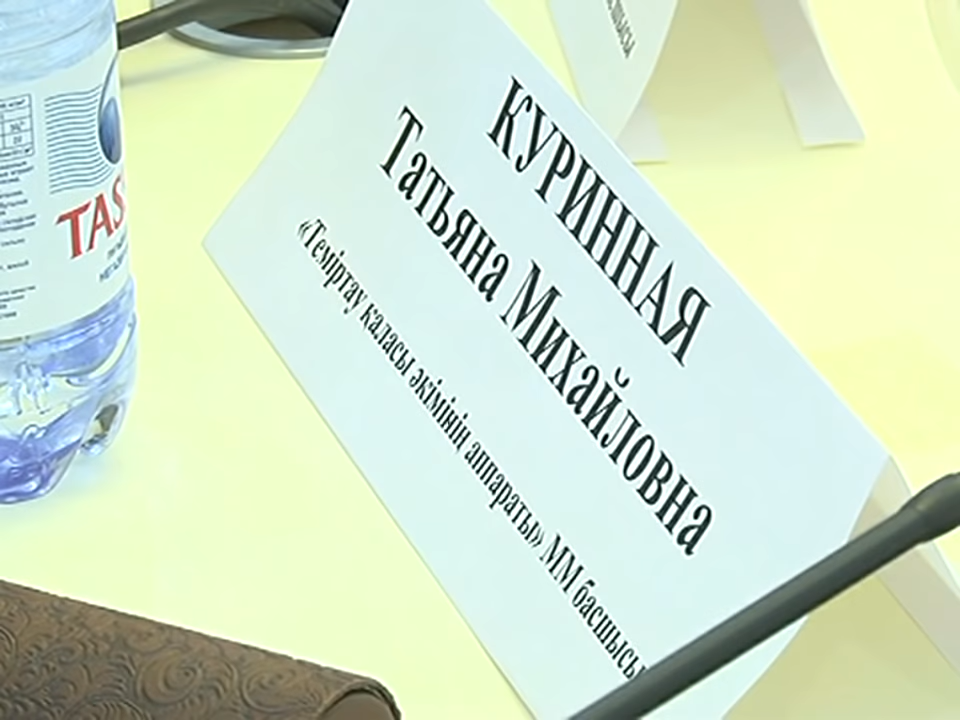 КУРИННАЯ
Татьяна Михайловна
«Теміртау қаласы әкімінің аппараты» ММ басшысы
TAS